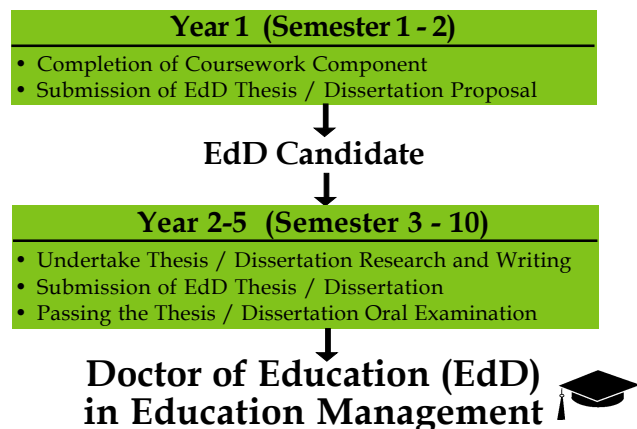 Year 1 (Semester 1 - 2)
• Completion of Coursework Component
• Submission of EdD Thesis / Dissertation Proposal
EdD Candidate
Year 2-5 (Semester 3 - 10)
• Undertake Thesis / Dissertation Research and Writing
• Submission of EdD Thesis / Dissertation
• Passing the Thesis / Dissertation Oral Examination
Doctor of Education (EdD)
in Education Management